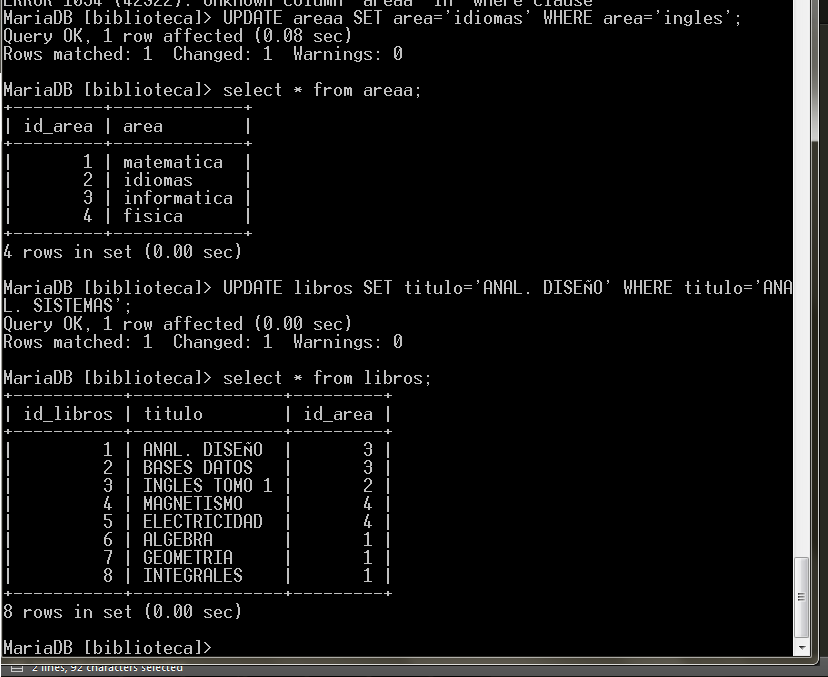 ERROR 1054 (42S22): Unknown column 'areaa' in 'where clause'
MariaDB [biblioteca]> UPDATE areaa SET area='idiomas' WHERE area='ingles';
Query OK, 1 row affected (0.08 sec)
Rows matched: 1  Changed: 1  Warnings: 0
MariaDB [biblioteca]> select * from areaa;
+---------+-------------+
| id_area | area        |
+---------+-------------+
|       1 | matematica  |
|       2 | idiomas     |
|       3 | informatica |
|       4 | fisica      |
+---------+-------------+
4 rows in set (0.00 sec)
MariaDB [biblioteca]> UPDATE libros SET titulo='ANAL. DISEñO' WHERE titulo='ANA
L. SISTEMAS';
Query OK, 1 row affected (0.00 sec)
Rows matched: 1  Changed: 1  Warnings: 0
MariaDB [biblioteca]> select * from libros;
+-----------+---------------+---------+
| id_libros | titulo        | id_area |
+-----------+---------------+---------+
|         1 | ANAL. DISEñO  |       3 |
|         2 | BASES DATOS   |       3 |
|         3 | INGLES TOMO 1 |       2 |
|         4 | MAGNETISMO    |       4 |
|         5 | ELECTRICIDAD  |       4 |
|         6 | ALGEBRA       |       1 |
|         7 | GEOMETRIA     |       1 |
|         8 | INTEGRALES    |       1 |
+-----------+---------------+---------+
8 rows in set (0.00 sec)
MariaDB [biblioteca]>
2 lines, 92 characters selected